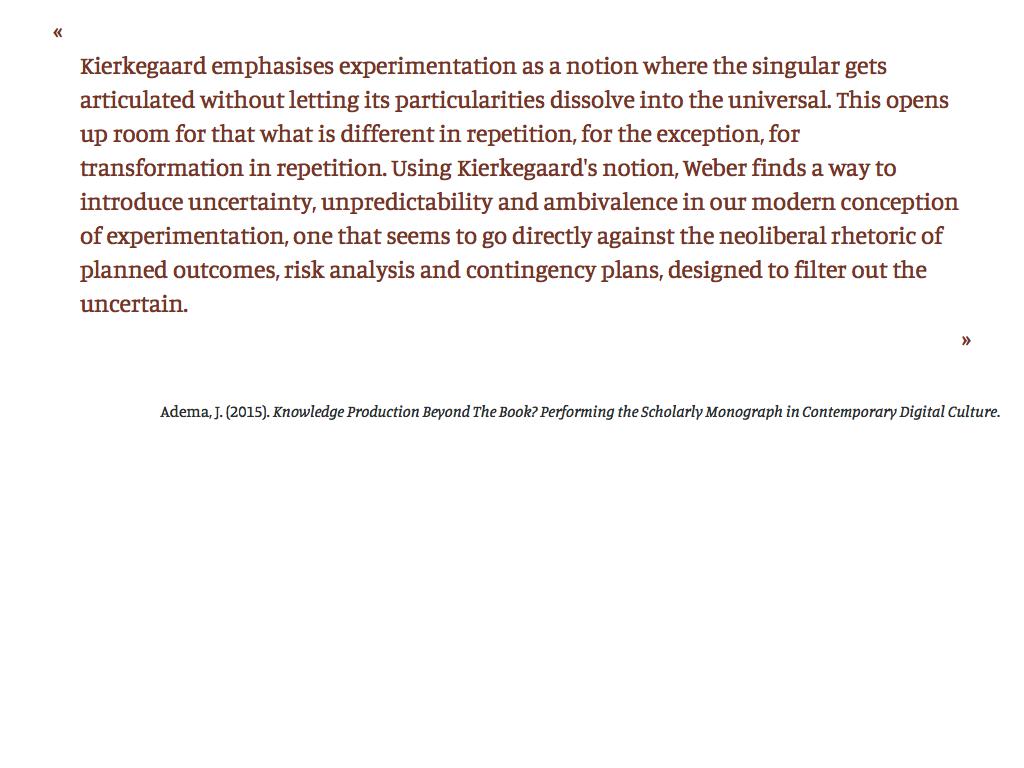 «
Kierkegaard emphasises experimentation as a notion where the singular gets
articulated without letting its particularities dissolve into the universal. This opens
up room for that what is different in repetition, for the exception, for
transformation in repetition. Using Kierkegaard's notion, Weber finds a way to
introduce uncertainty, unpredictability and ambivalence in our modern conception
of experimentation, one that seems to go directly against the neoliberal rhetoric of
planned outcomes, risk analysis and contingency plans, designed to filter out the
uncertain.
»
Adema, J. (2015). Knowledge Production Beyond The Book? Performing the Scholarly Monograph in Contemporary Digital Culture.